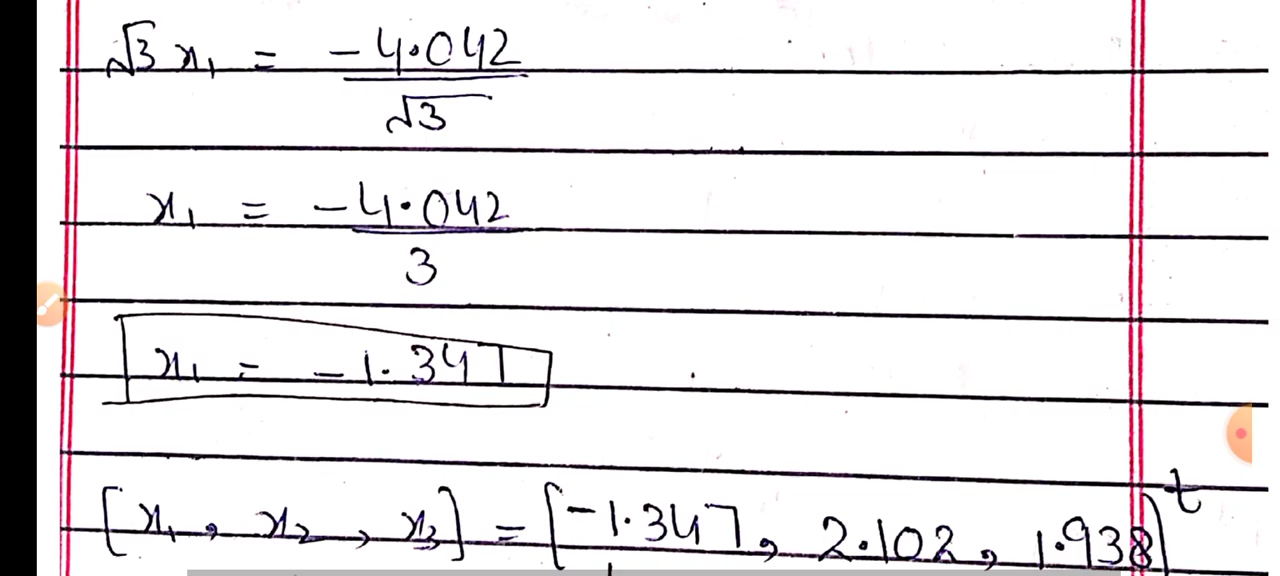 √3 x₁ = -4.042 / √3
x₁ = -4.042 / 3
x₁ = -1.347
[x₁, x₂, x₃] = [-1.347, 2.102, 1.938]ᵗ